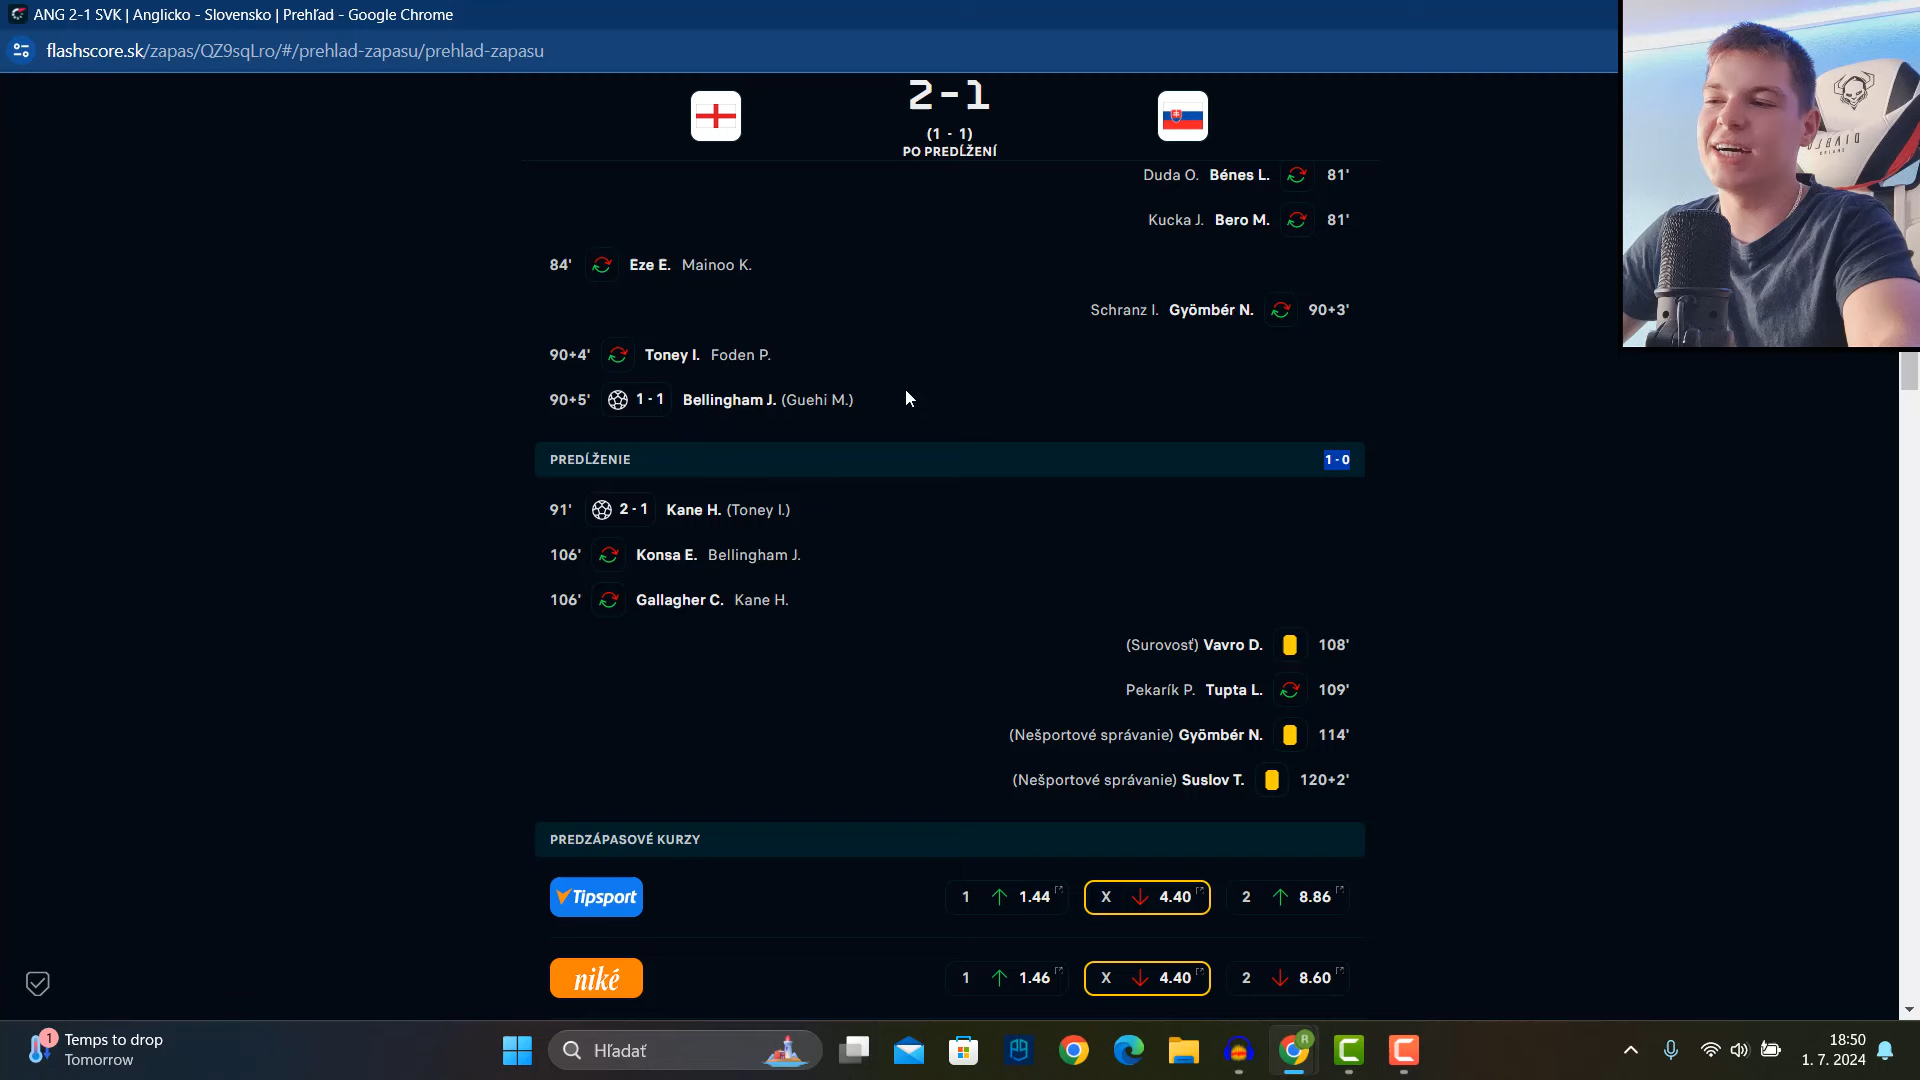 ANG 2-1 SVK | Anglicko - Slovensko | Prehľad - Google Chrome
flashscore.sk/zapas/QZ9sqLro/#/prehlad-zapasu/prehlad-zapasu
2-1
(1 - 1)
PO PREDĹŽENÍ
Duda O. Bénes L. 81'
Kucka J. Bero M. 81'
84' Eze E. Mainoo K.
Schranz I. Gyömbér N. 90+3'
90+4' Toney I. Foden P.
90+5' 1 - 1 Bellingham J. (Guehi M.)
PREDĹŽENIE 1 - 0
91' 2 - 1 Kane H. (Toney I.)
106' Konsa E. Bellingham J.
106' Gallagher C. Kane H.
(Surovosť) Vavro D. 108'
Pekarík P. Tupta L. 109'
(Nešportové správanie) Gyömbér N. 114'
(Nešportové správanie) Suslov T. 120+2'
PREDZÁPASOVÉ KURZY
Tipsport 1 1.44 X 4.40 2 8.86
niké 1 1.46 X 4.40 2 8.60
1 Temps to drop
Tomorrow
Hľadať
R
18:50
1. 7. 2024